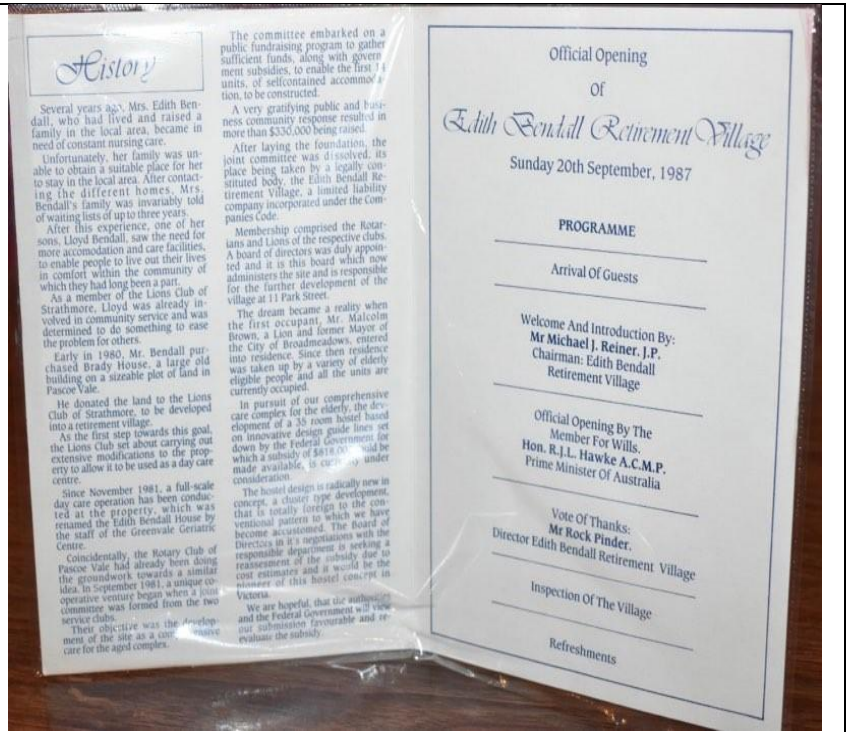 History
Several years ago, Mrs. Edith Ben-
dall, who had lived and raised a
family in the local area, became in
need of constant nursing care.
Unfortunately, her family was un-
able to obtain a suitable place for her
to stay in the local area. After contact-
ing the different homes, Mrs.
Bendall's family was invariably told
of waiting lists of up to three years.
After this experience, one of her
sons, Lloyd Bendall, saw the need for
more accomodation and care facilities,
to enable people to live out their lives
in comfort within the community of
which they had long been a part.
As a member of the Lions Club of
Strathmore, Lloyd was already in-
volved in community service and was
determined to do something to ease
the problem for others.
Early in 1980, Mr. Bendall pur-
chased Brady House, a large old
building on a sizeable plot of land in
Pascoe Vale.
He donated the land to the Lions
Club of Strathmore, to be developed
into a retirement village.
As the first step towards this goal,
the Lions Club set about carrying out
extensive modifications to the prop-
erty to allow it to be used as a day care
centre.
Since November 1981, a full-scale
day care operation has been conduc-
ted at the property, which was
renamed the Edith Bendall House by
the staff of the Greenvale Geriatric
Centre.
Coincidentally, the Rotary Club of
Pascoe Vale had already been doing
the groundwork towards a similar
idea. In September 1981, a unique co-
operative venture began when a joint
committee was formed from the two
service clubs.
Their objective was the develop-
ment of the site as a comprehensive
care for the aged complex.
The committee embarked on a
public fundraising program to gather
sufficient funds, along with govern
ment subsidies, to enable the first
units, of selfcontained accommoda-
tion, to be constructed.
A very gratifying public and busi-
ness community response resulted in
more than $330,000 being raised.
After laying the foundation, the
joint committee was dissolved, its
place being taken by a legally con-
stituted body, the Edith Bendall Re-
tirement Village, a limited liability
company incorporated under the Com-
panies Code.
Membership comprised the Rotar-
ians and Lions of the respective clubs.
A board of directors was duly appoin-
ted and it is this board which now
administers the site and is responsible
for the further development of the
village at 11 Park Street.
The dream became a reality when
the first occupant, Mr. Malcolm
Brown, a Lion and former Mayor of
the City of Broadmeadows, entered
into residence. Since then residence
was taken up by a variety of elderly
eligible people and all the units are
currently occupied.
In pursuit of our comprehensive
care complex for the elderly, the dev-
elopment of a 35 room hostel based
on innovative design guide lines set
down by the Federal Government for
which a subsidy of would be
made available, is currently under
consideration.
The hostel design is radically new in
concept, a cluster type development,
that is totally foreign to the con-
ventional pattern to which we have
become accustomed. The Board of
Directors in it's negotiations with the
responsible department is seeking a
reassesment of the subsidy due to
cost estimates and it would be the
pioneer of this hostel concept in
Victoria.
We are hopeful, that the authorities
and the Federal Government will view
our submission favourable and re-
evaluate the subsidy.
Official Opening
Of
Edith Bendall Retirement Village
Sunday 20th September, 1987
PROGRAMME
Arrival Of Guests
Welcome And Introduction By:
Mr Michael J. Reiner. J.P.
Chairman: Edith Bendall
Retirement Village
Official Opening By The
Member For Wills.
Hon. R.J.L. Hawke A.C.M.P.
Prime Minister Of Australia
Vote Of Thanks:
Mr Rock Pinder.
Director Edith Bendall Retirement Village
Inspection Of The Village
Refreshments